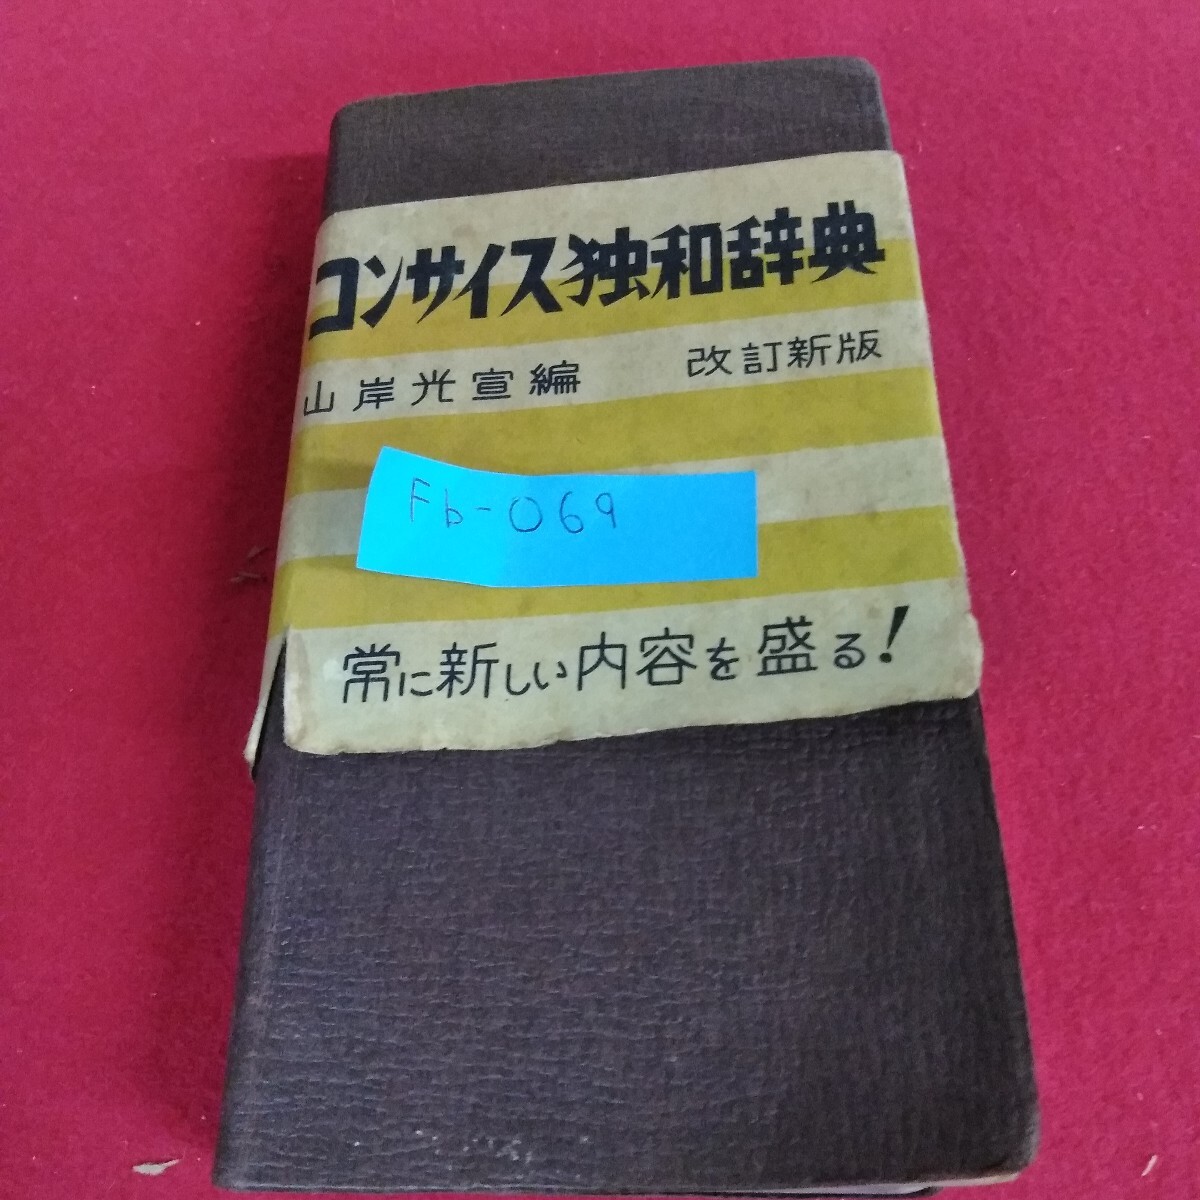 コンサイス独和辞典
山岸光宣編 改訂新版
Fb-069
常に新しい内容を盛る!